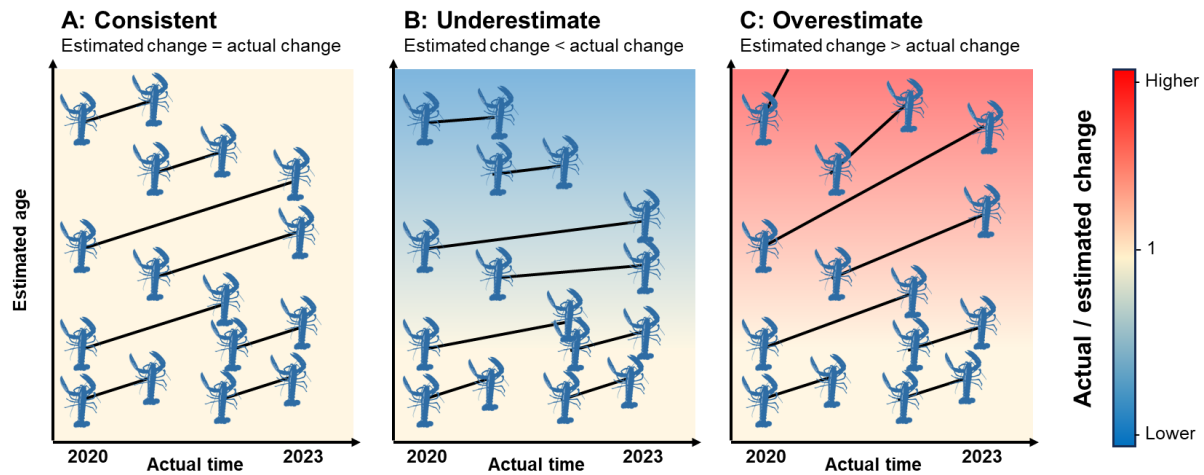 A: Consistent
Estimated change = actual change
B: Underestimate
Estimated change < actual change
C: Overestimate
Estimated change > actual change
Estimated age
2020 Actual time 2023
2020 Actual time 2023
2020 Actual time 2023
Actual / estimated change
Higher
1
Lower